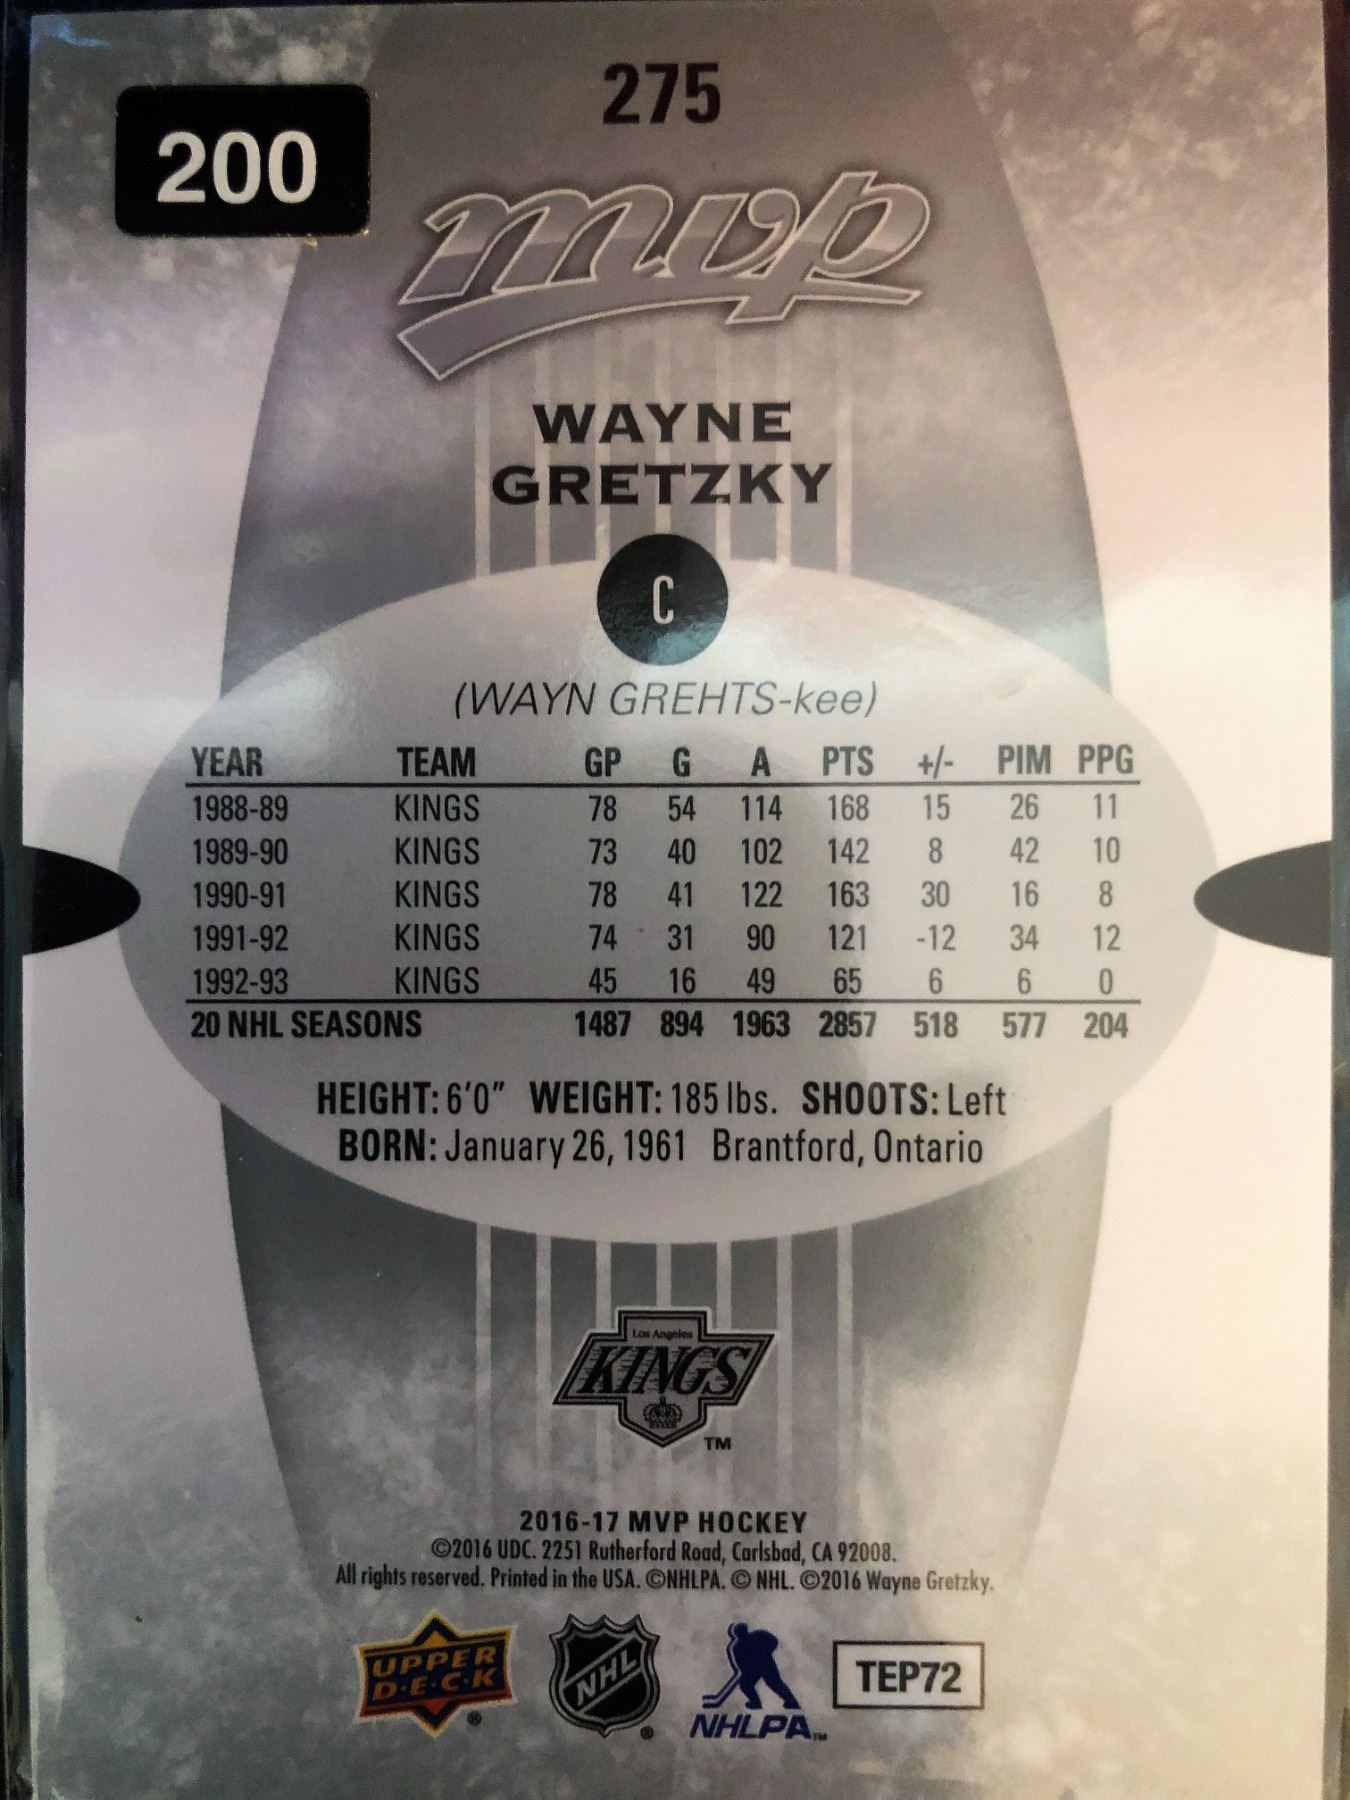 275
200
mvp
WAYNE
GRETZKY
C
(WAYN GREHTS-kee)
YEAR TEAM GP G A PTS +/- PIM PPG
1988-89 KINGS 78 54 114 168 15 26 11
1989-90 KINGS 73 40 102 142 8 42 10
1990-91 KINGS 78 41 122 163 30 16 8
1991-92 KINGS 74 31 90 121 -12 34 12
1992-93 KINGS 45 16 49 65 6 6 0
20 NHL SEASONS 1487 894 1963 2857 518 577 204
HEIGHT: 6'0" WEIGHT: 185 lbs. SHOOTS: Left
BORN: January 26, 1961 Brantford, Ontario
Los Angeles
KINGS
TM
2016-17 MVP HOCKEY
©2016 UDC. 2251 Rutherford Road, Carlsbad, CA 92008.
All rights reserved. Printed in the USA. ©NHLPA. © NHL. ©2016 Wayne Gretzky.
UPPER
D·E·C·K
®
NHL
®
NHLPA™
TEP72